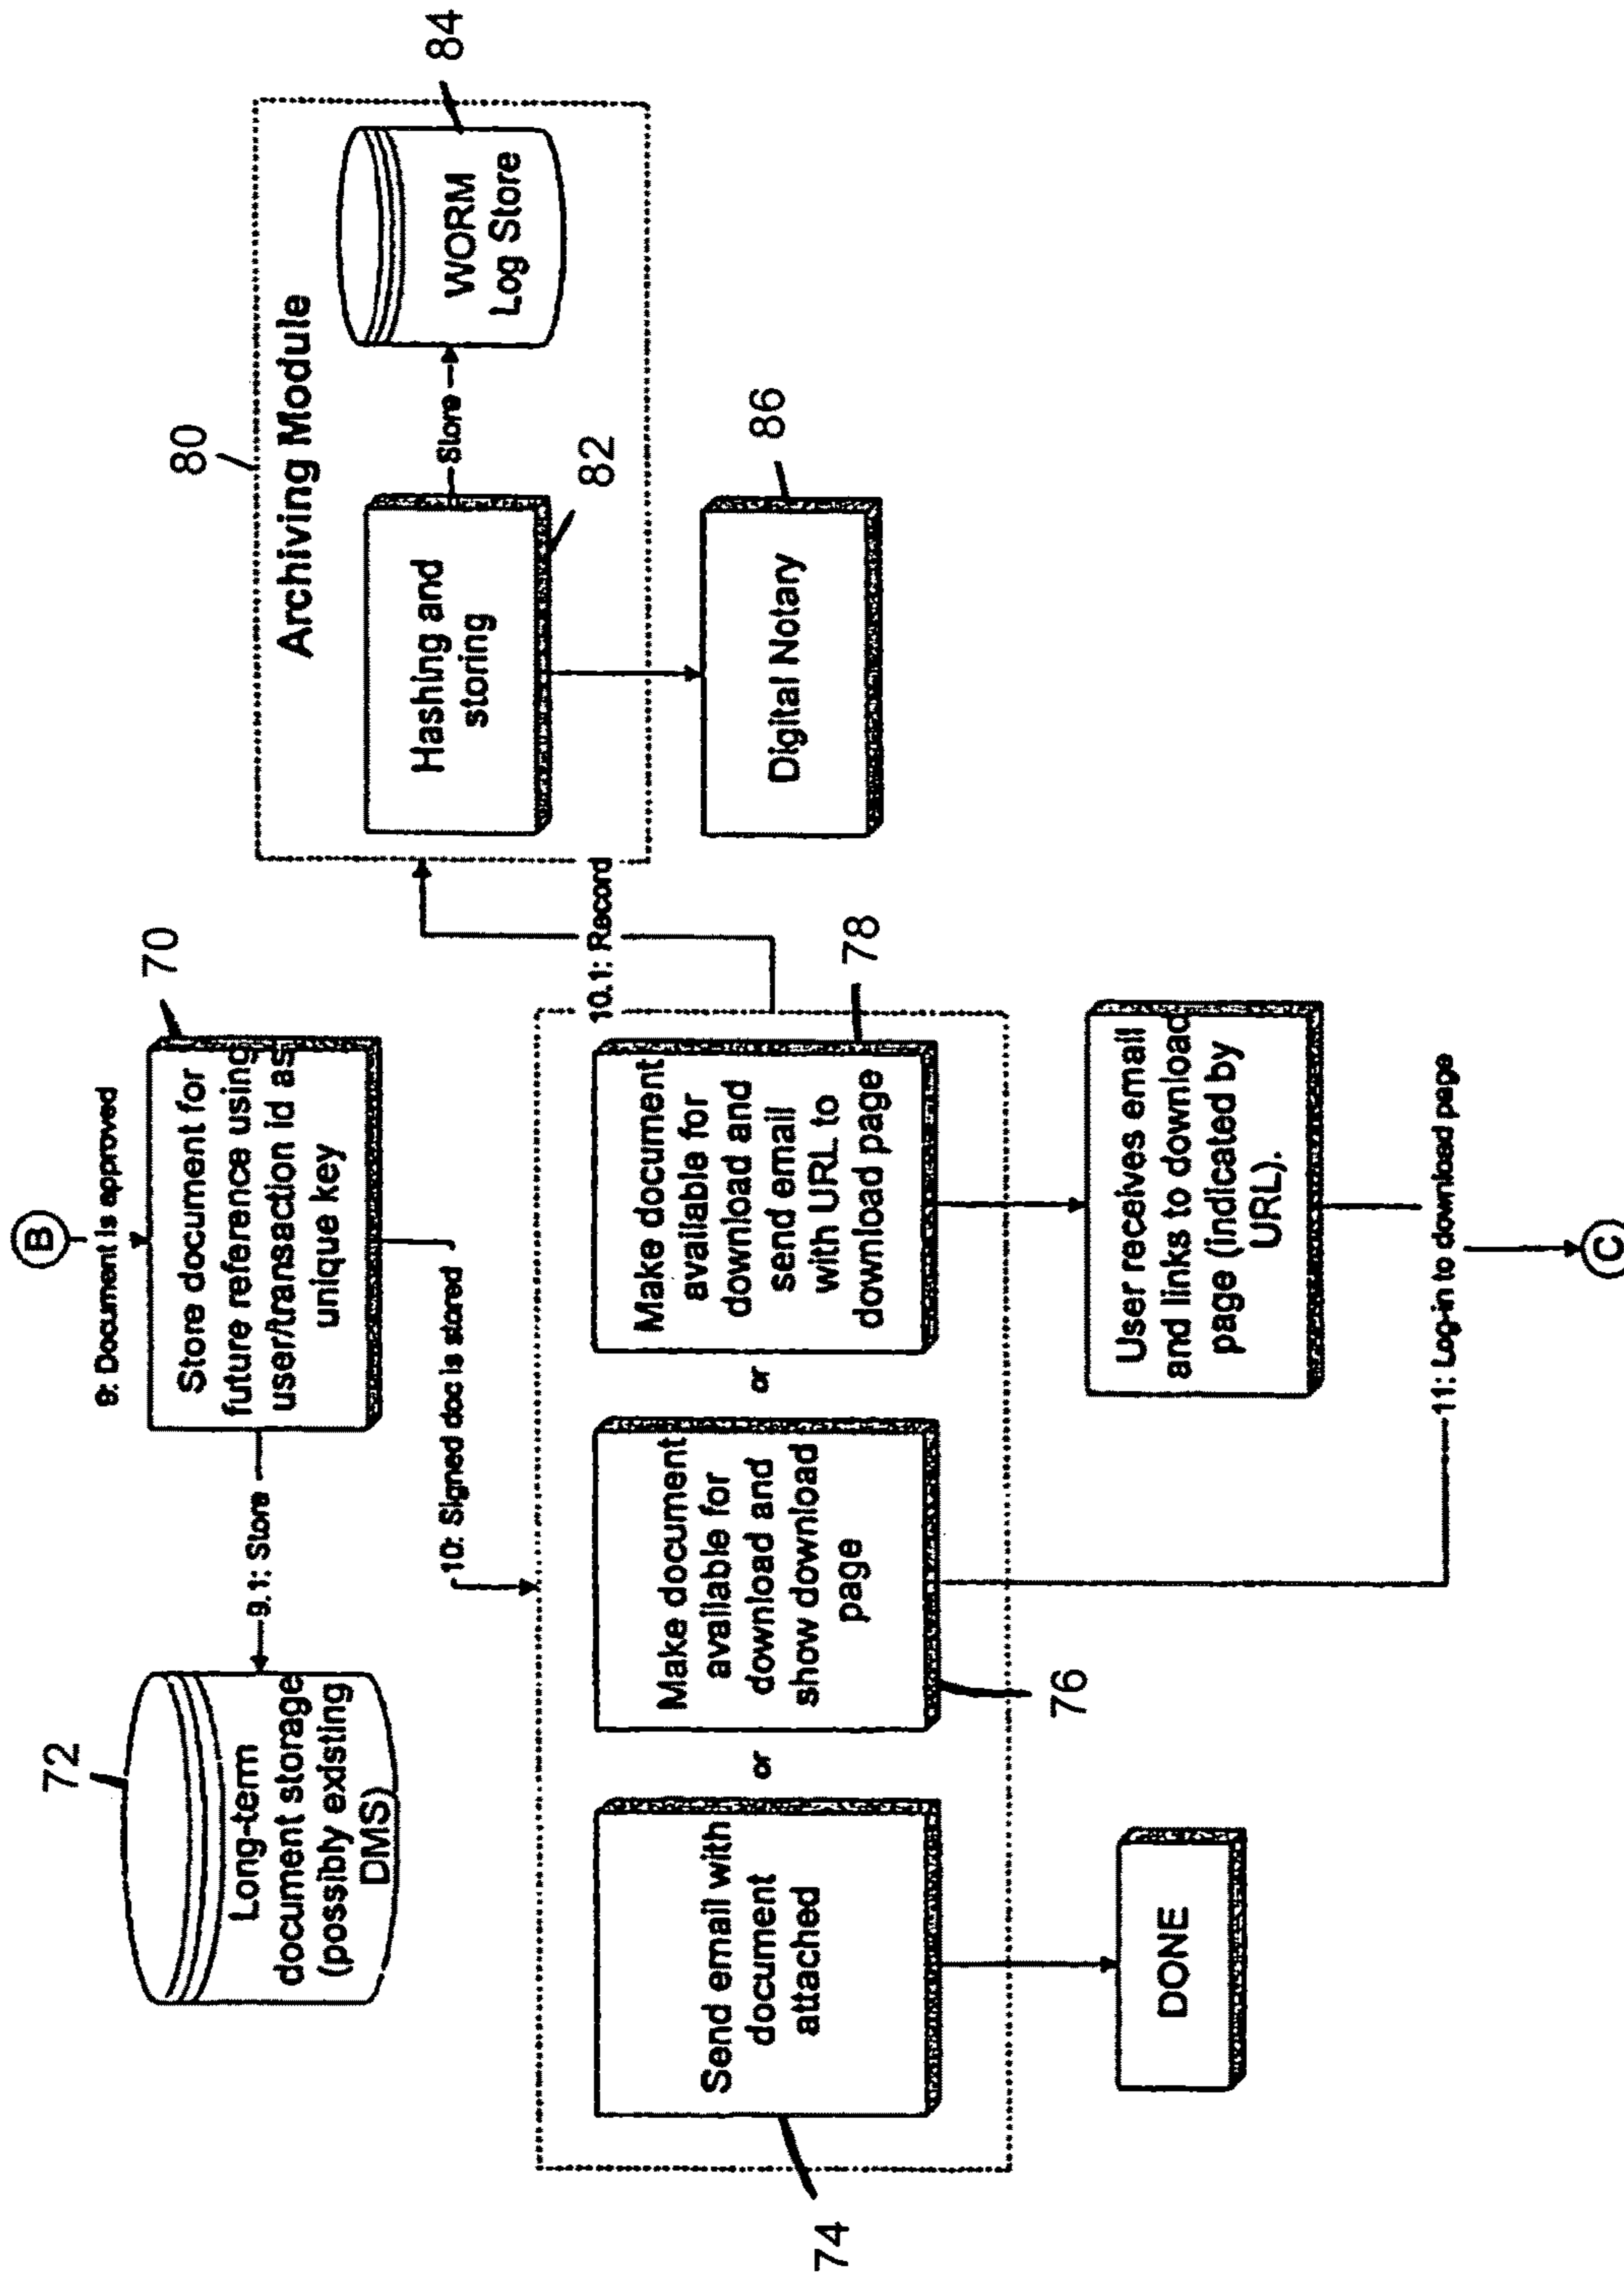 B
9: Document is approved
70
Store document for
future reference using
user/transaction id as
unique key
9.1: Store
72
Long-term
document storage
(possibly existing
DMS)
10: Signed doc is stored
80
Archiving Module
Hashing and
storing
82
Store
WORM
Log Store
84
Digital Notary
86
10.1: Record
Send email with
document
attached
74
or
Make document
available for
download and
show download
page
76
or
Make document
available for
download and
send email
with URL to
download page
78
DONE
User receives email
and links to download
page (indicated by
URL).
11: Log-in to download page
C